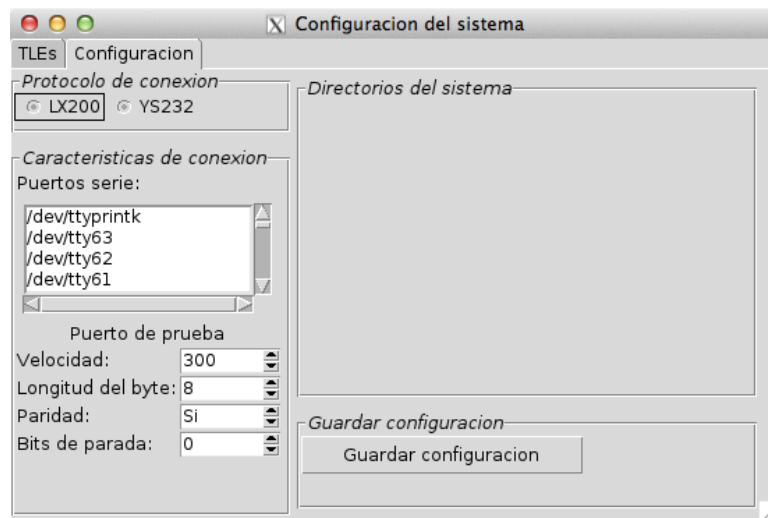 Configuracion del sistema
TLEs Configuracion
Protocolo de conexion
LX200 YS232
Caracteristicas de conexion
Puertos serie:
/dev/ttyprintk
/dev/tty63
/dev/tty62
/dev/tty61
Puerto de prueba
Velocidad: 300
Longitud del byte: 8
Paridad: Si
Bits de parada: 0
Directorios del sistema
Guardar configuracion
Guardar configuracion